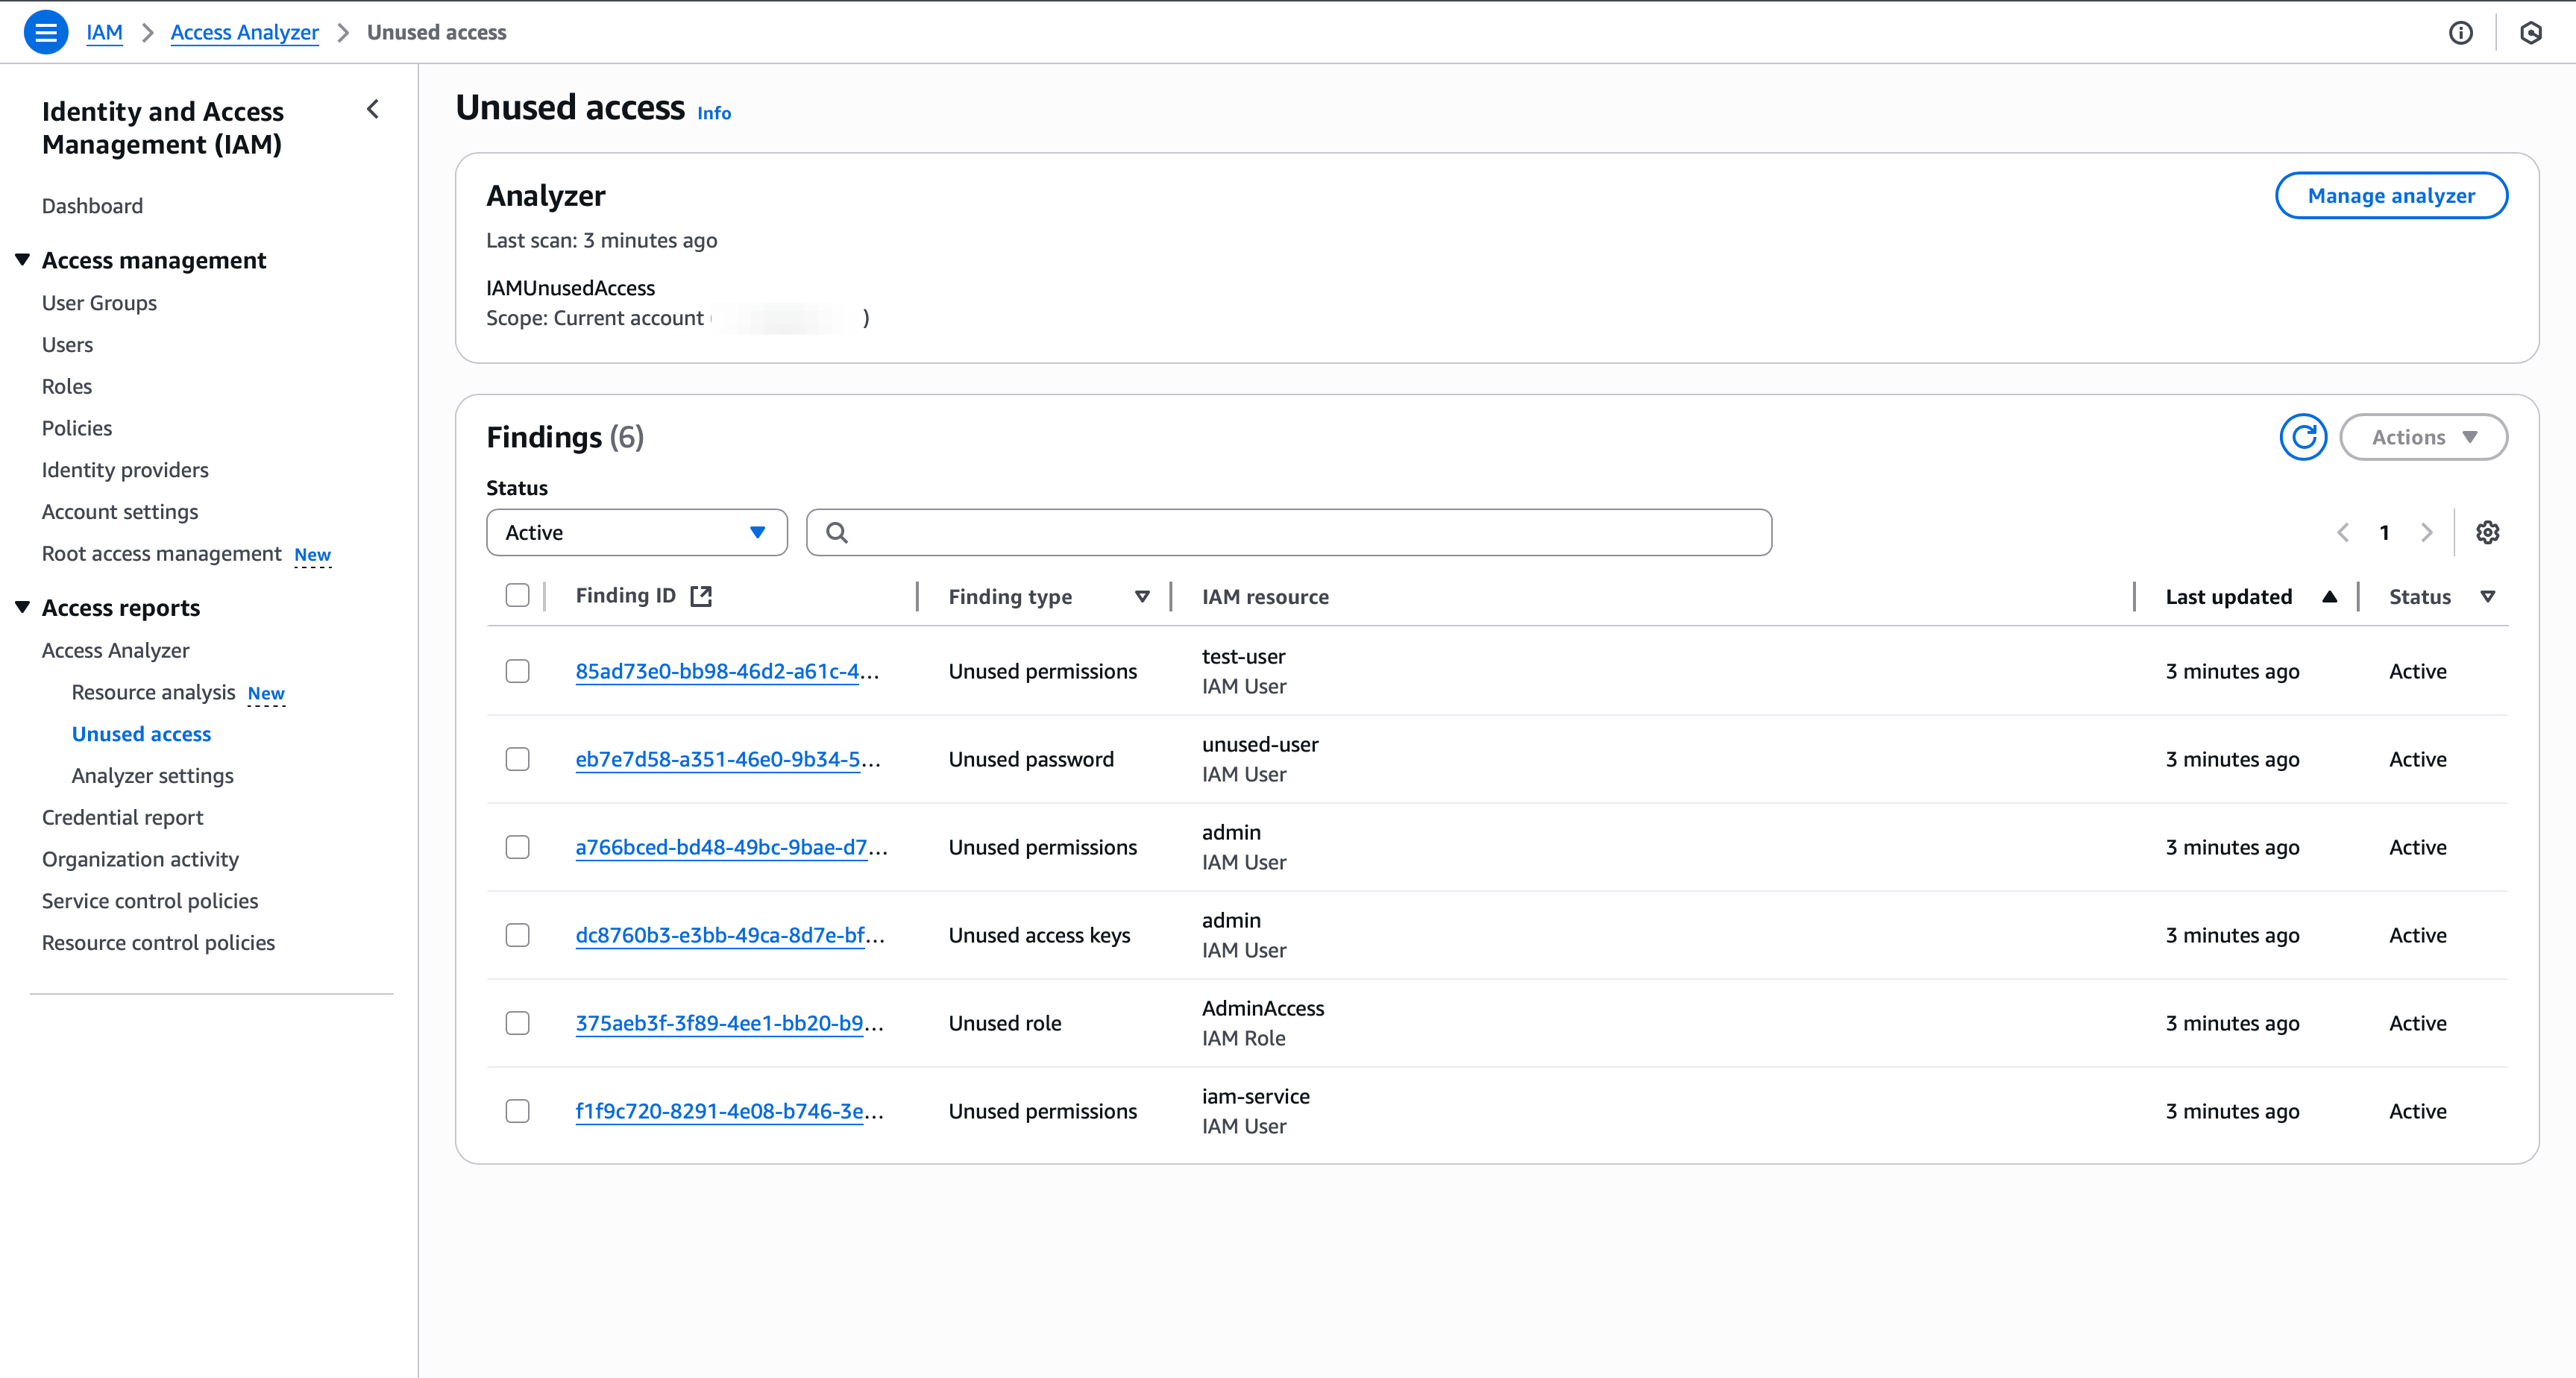 IAM > Access Analyzer > Unused access
Identity and Access
Management (IAM)
Dashboard
Access management
User Groups
Users
Roles
Policies
Identity providers
Account settings
Root access management New
Access reports
Access Analyzer
Resource analysis New
Unused access
Analyzer settings
Credential report
Organization activity
Service control policies
Resource control policies
Unused access Info
Analyzer
Manage analyzer
Last scan: 3 minutes ago
IAMUnusedAccess
Scope: Current account )
Findings (6)
Actions
Status
Active
1
Finding ID Finding type IAM resource Last updated Status
85ad73e0-bb98-46d2-a61c-4... Unused permissions test-user 3 minutes ago Active
IAM User
eb7e7d58-a351-46e0-9b34-5... Unused password unused-user 3 minutes ago Active
IAM User
a766bced-bd48-49bc-9bae-d7... Unused permissions admin 3 minutes ago Active
IAM User
dc8760b3-e3bb-49ca-8d7e-bf... Unused access keys admin 3 minutes ago Active
IAM User
375aeb3f-3f89-4ee1-bb20-b9... Unused role AdminAccess 3 minutes ago Active
IAM Role
f1f9c720-8291-4e08-b746-3e... Unused permissions iam-service 3 minutes ago Active
IAM User